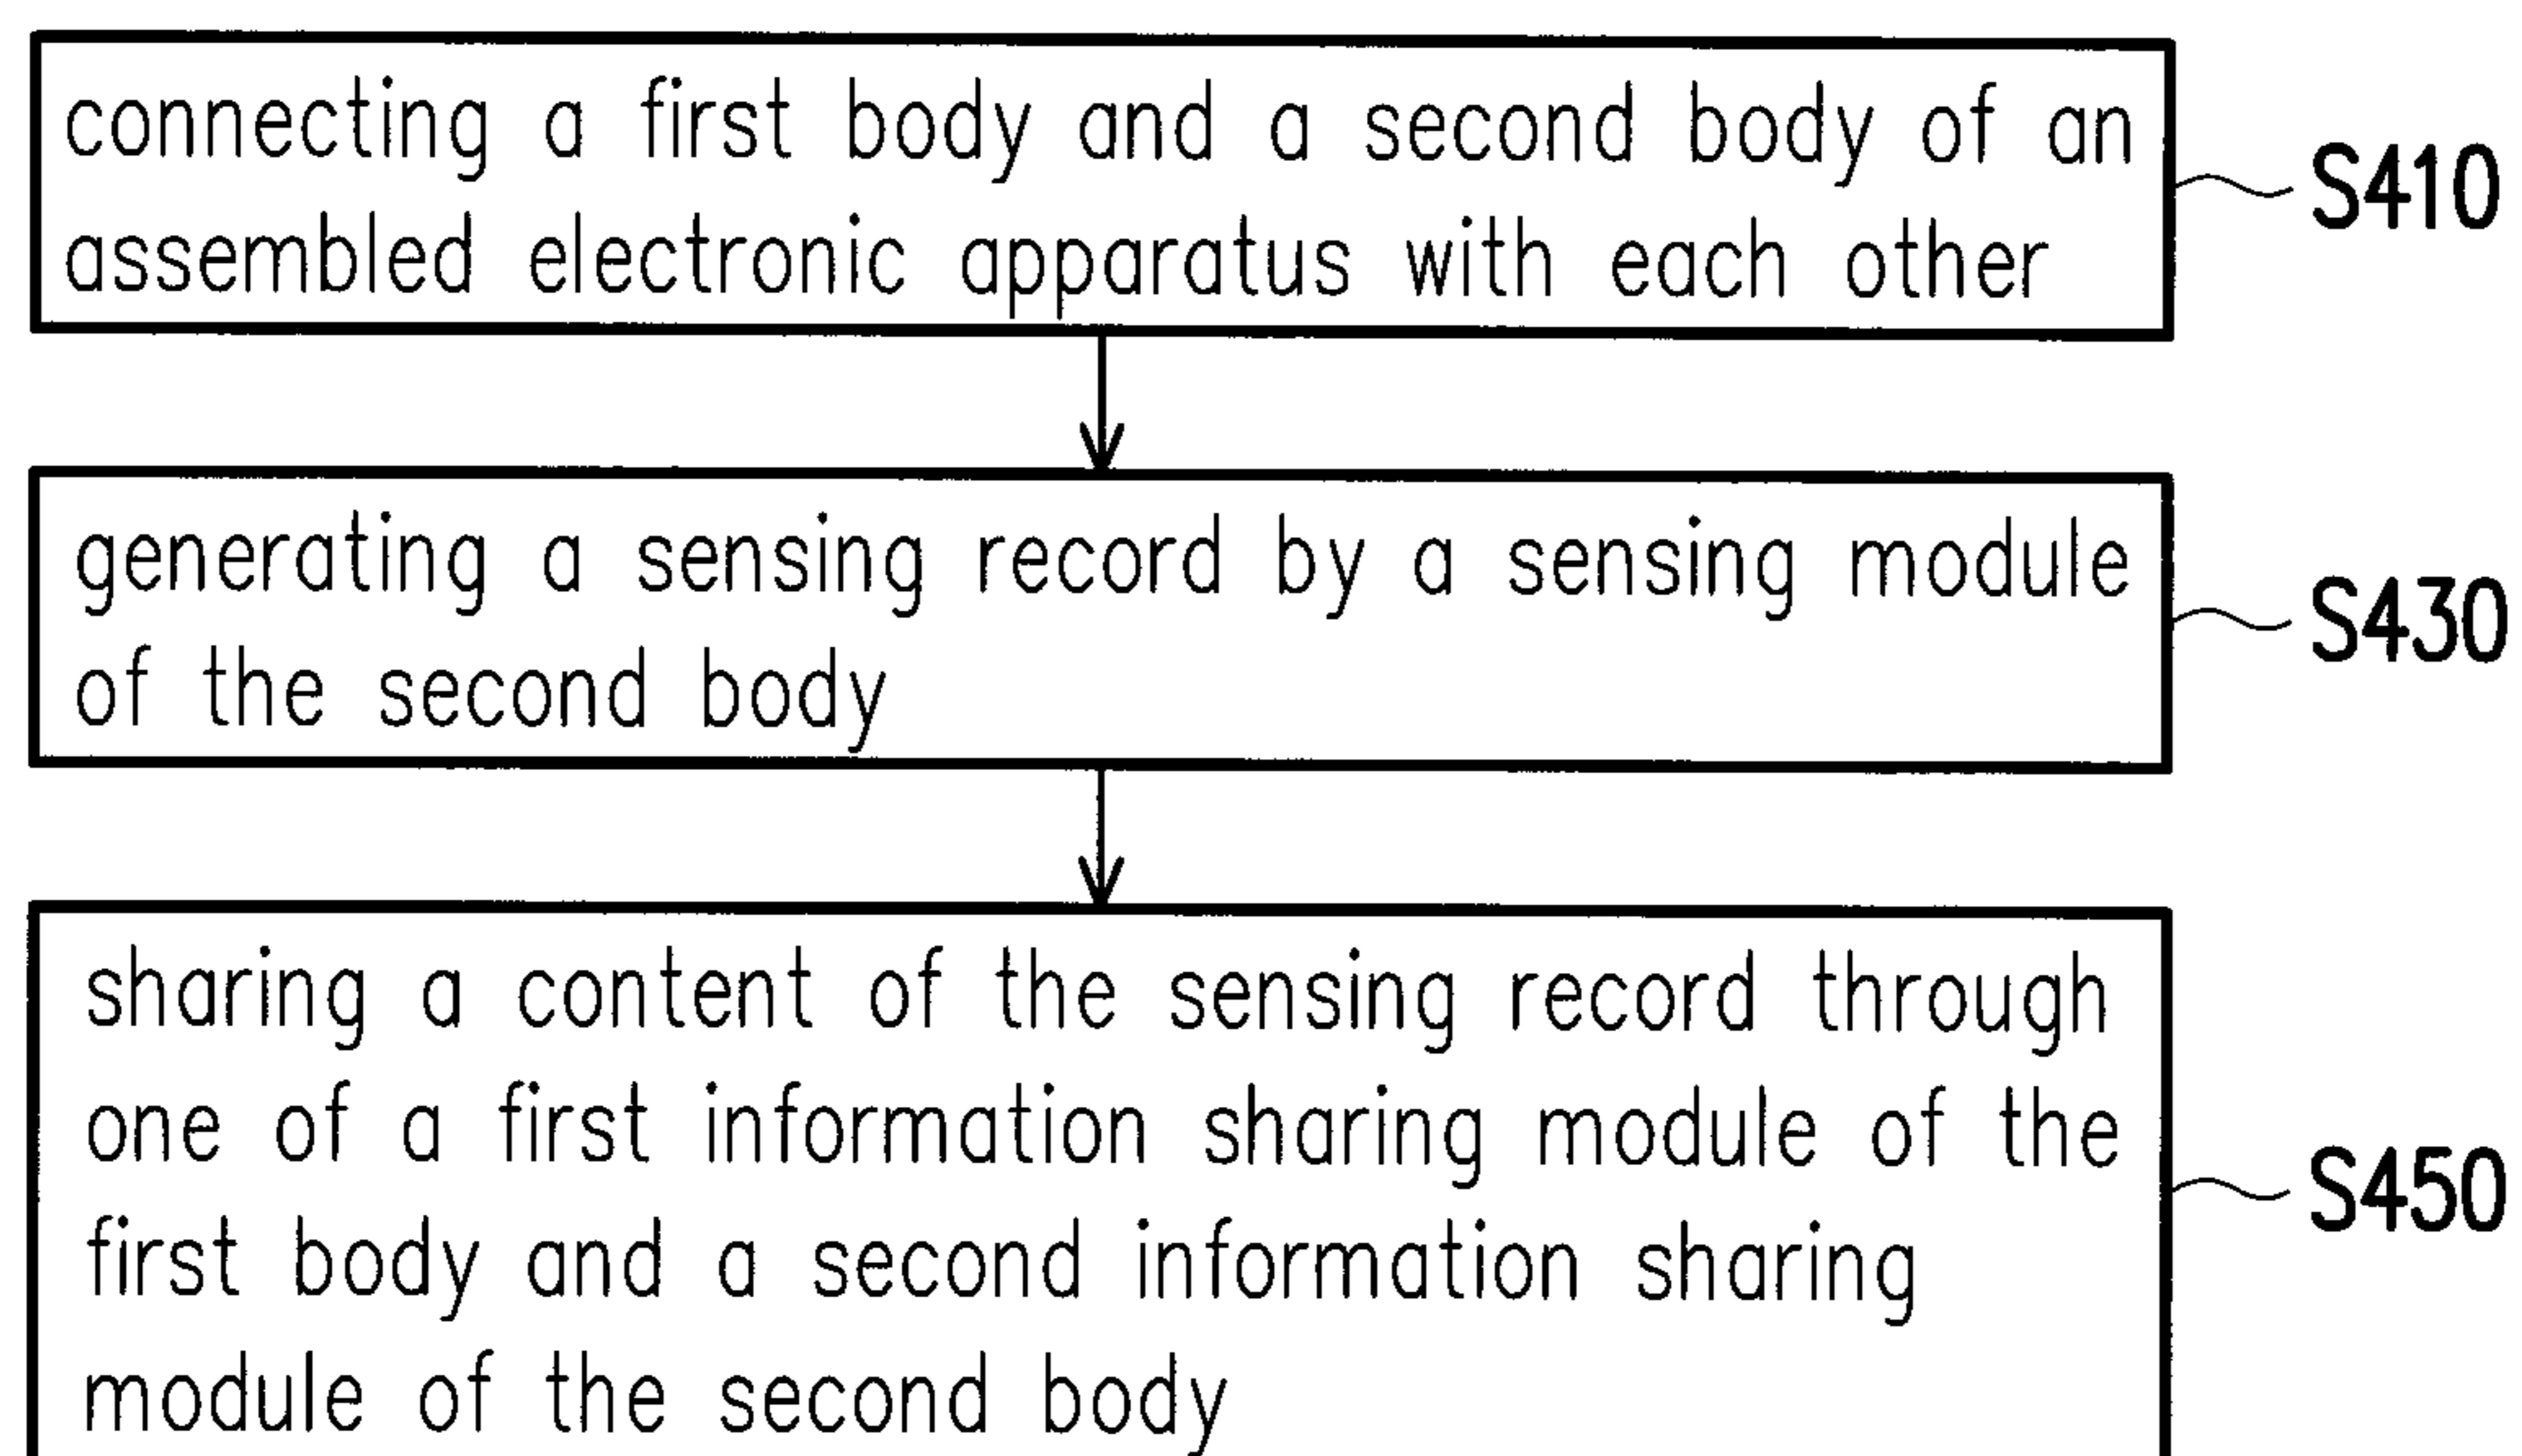 connecting a first body and a second body of an
assembled electronic apparatus with each other
S410
generating a sensing record by a sensing module
of the second body
S430
sharing a content of the sensing record through
one of a first information sharing module of the
first body and a second information sharing
module of the second body
S450